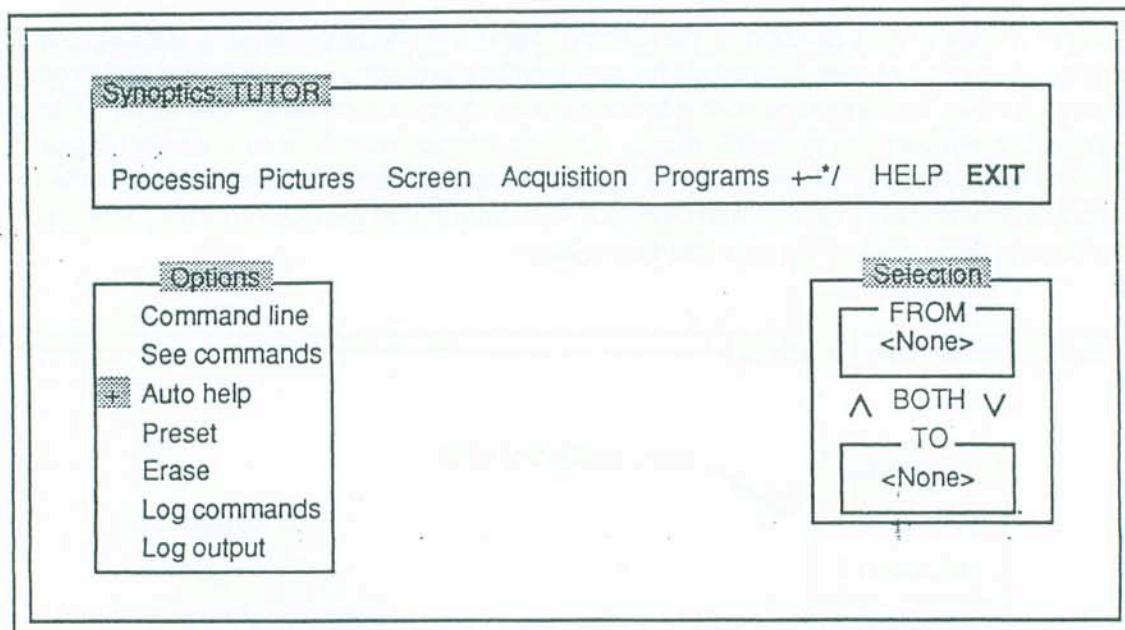 Synoptics: TUTOR
Processing Pictures Screen Acquisition Programs +-*/ HELP EXIT
Options
Command line
See commands
+ Auto help
Preset
Erase
Log commands
Log output
Selection
FROM
<None>
∧ BOTH ∨
TO
<None>